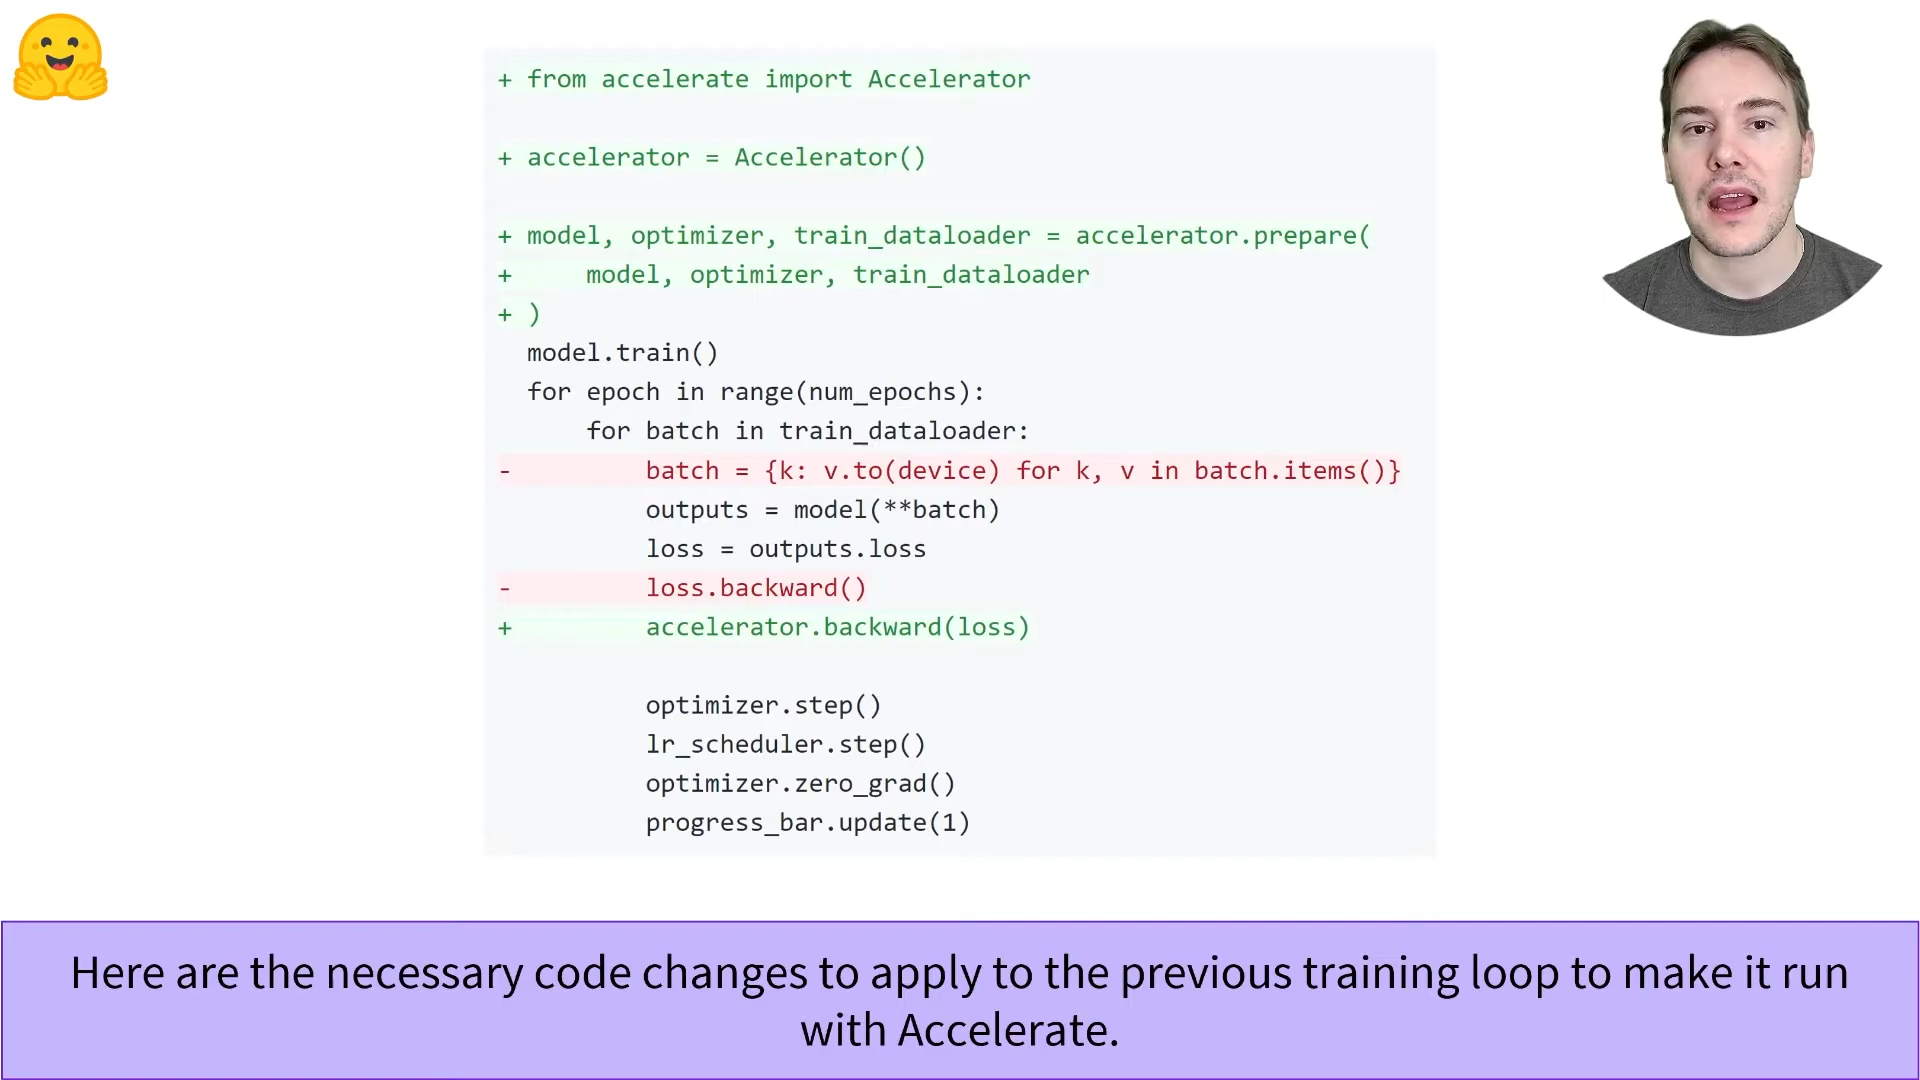 + from accelerate import Accelerator
+ accelerator = Accelerator()
+ model, optimizer, train_dataloader = accelerator.prepare(
+     model, optimizer, train_dataloader
+ )
  model.train()
  for epoch in range(num_epochs):
      for batch in train_dataloader:
-         batch = {k: v.to(device) for k, v in batch.items()}
          outputs = model(**batch)
          loss = outputs.loss
-         loss.backward()
+         accelerator.backward(loss)
          optimizer.step()
          lr_scheduler.step()
          optimizer.zero_grad()
          progress_bar.update(1)
Here are the necessary code changes to apply to the previous training loop to make it run
with Accelerate.